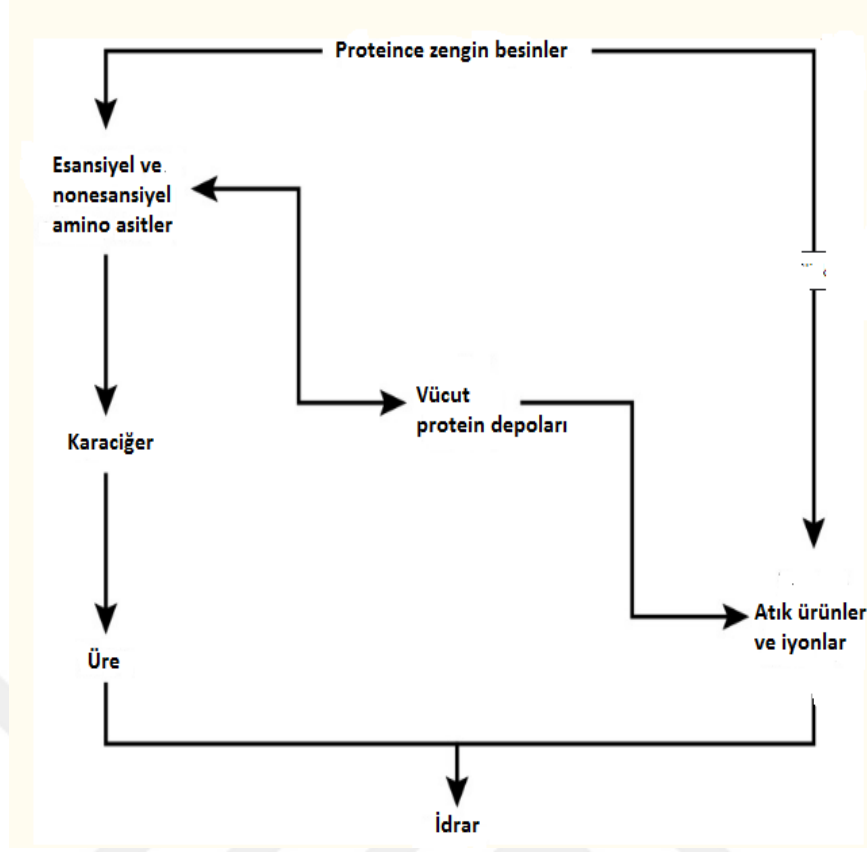 Proteince zengin besinler
Esansiyel ve
nonesansiyel
amino asitler
Vücut
protein depoları
Karaciğer
Atık ürünler
ve iyonlar
Üre
İdrar